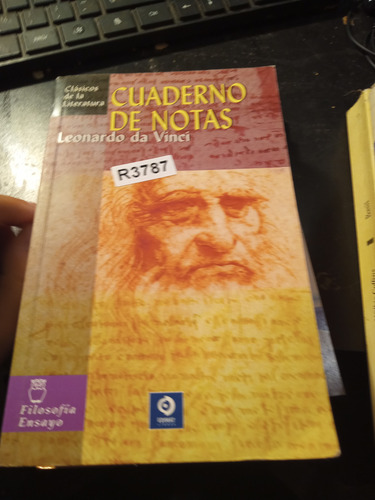 Clásicos
de la
Literatura
CUADERNO
DE NOTAS
Leonardo da Vinci
R3787
Filosofía
Ensayo